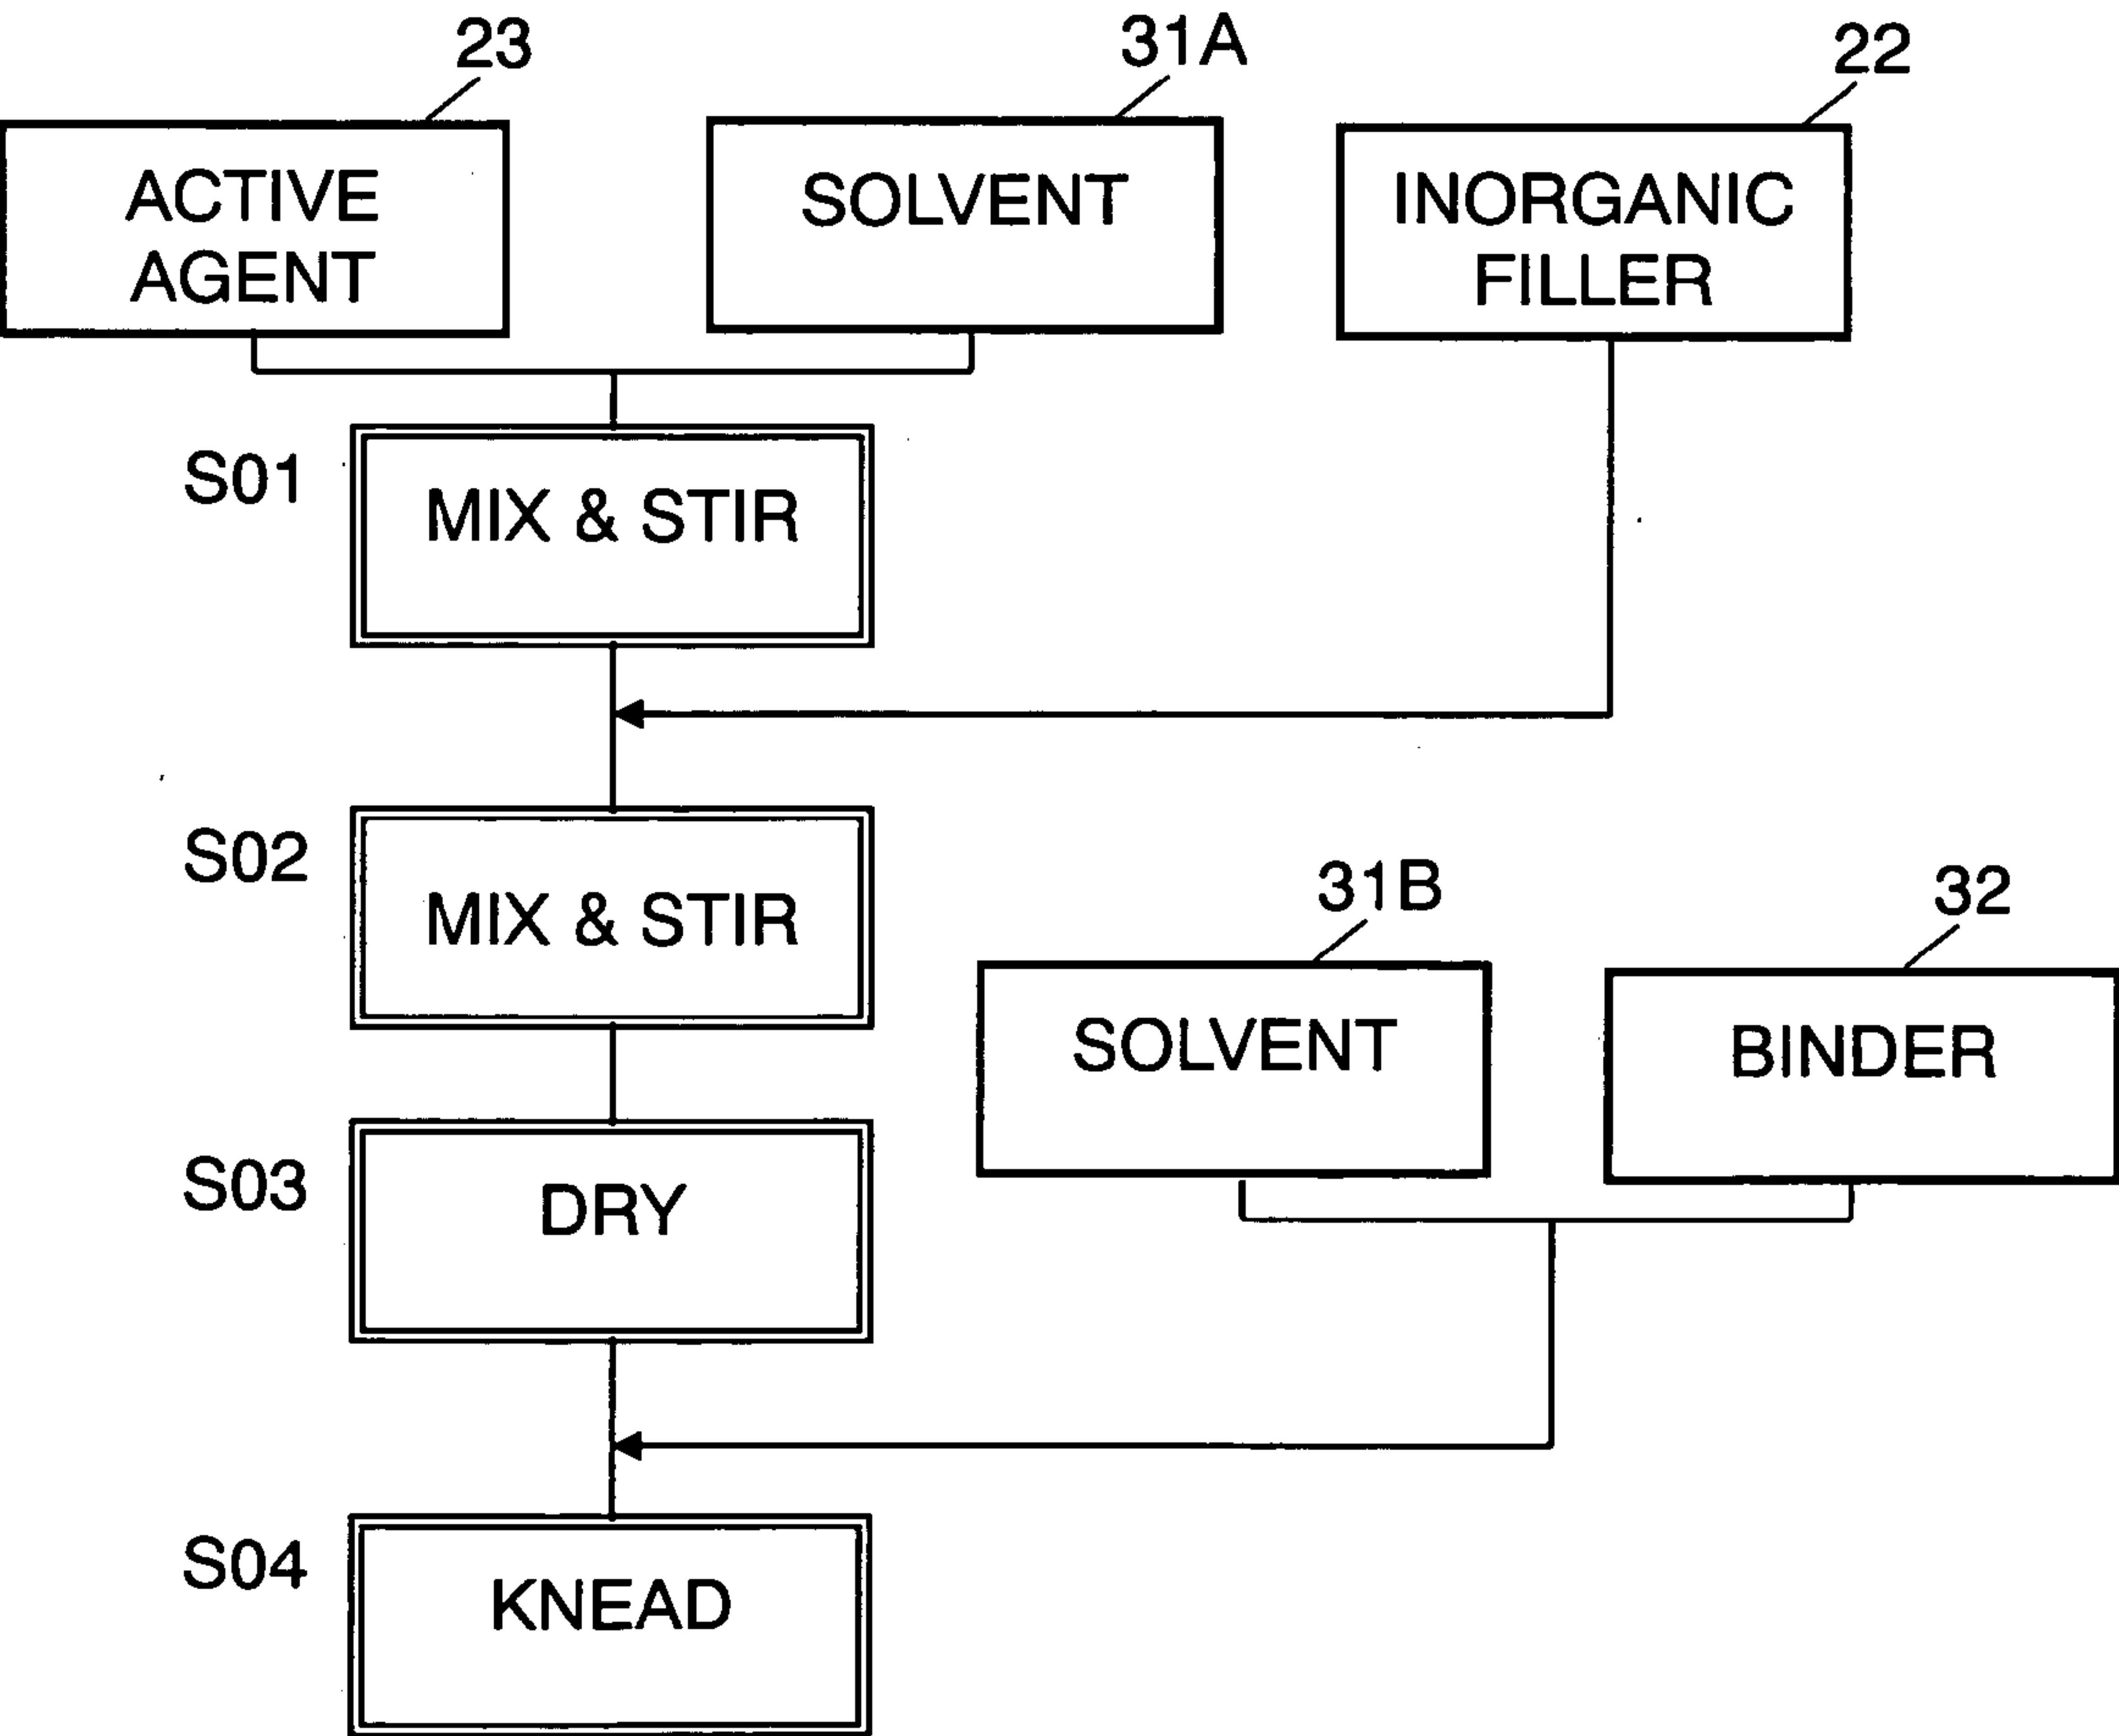 23
31A
22
ACTIVE
AGENT
SOLVENT
INORGANIC
FILLER
S01
MIX & STIR
S02
MIX & STIR
31B
32
SOLVENT
BINDER
S03
DRY
S04
KNEAD